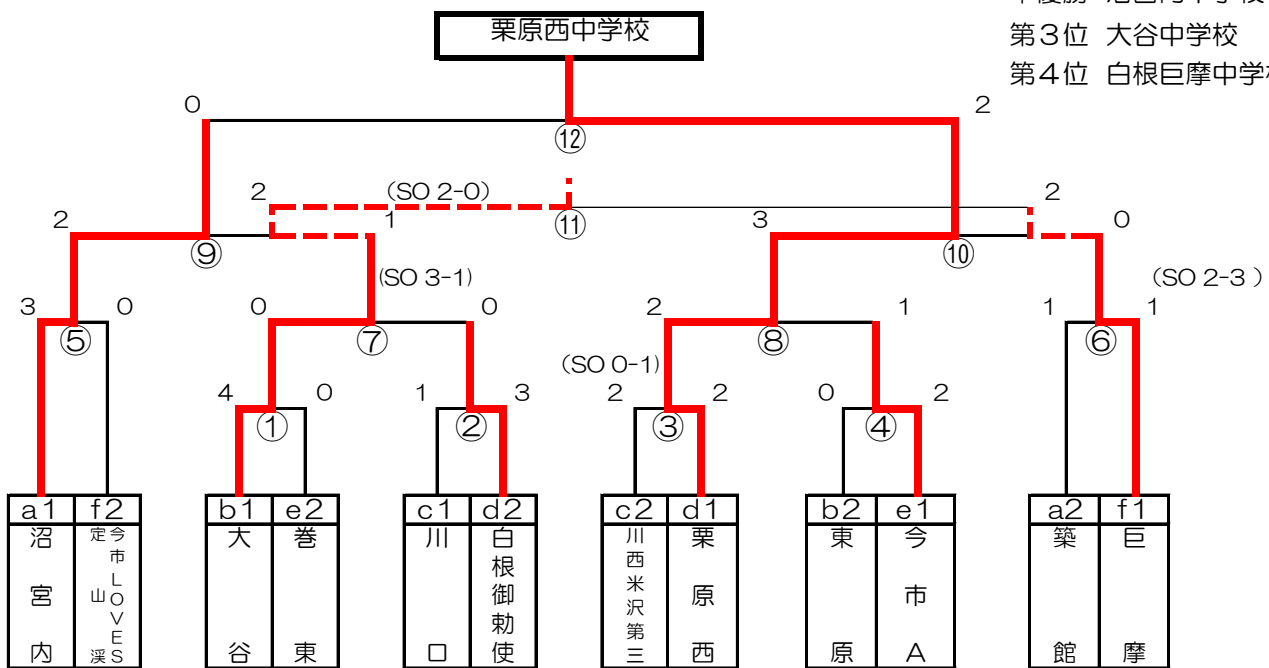 栗原西中学校
第3位 大谷中学校
第4位 白根巨摩中学校
0 2
⑫
2 (SO 2-0) 2
2 1 ⑪ 3 0
⑨ ⑩
(SO 3-1) (SO 2-3 )
3 0 0 0 2 1 1 1
⑤ ⑦ ⑧ ⑥
(SO 0-1)
4 0 1 3 2 2 0 2
① ② ③ ④
a1 f2 b1 e2 c1 d2 c2 d1 b2 e1 a2 f1
沼宮内
定山渓
今市LOVES
大谷
巻東
川口
白根御勅使
川西米沢第三
栗原西
東原
今市A
築館
巨摩